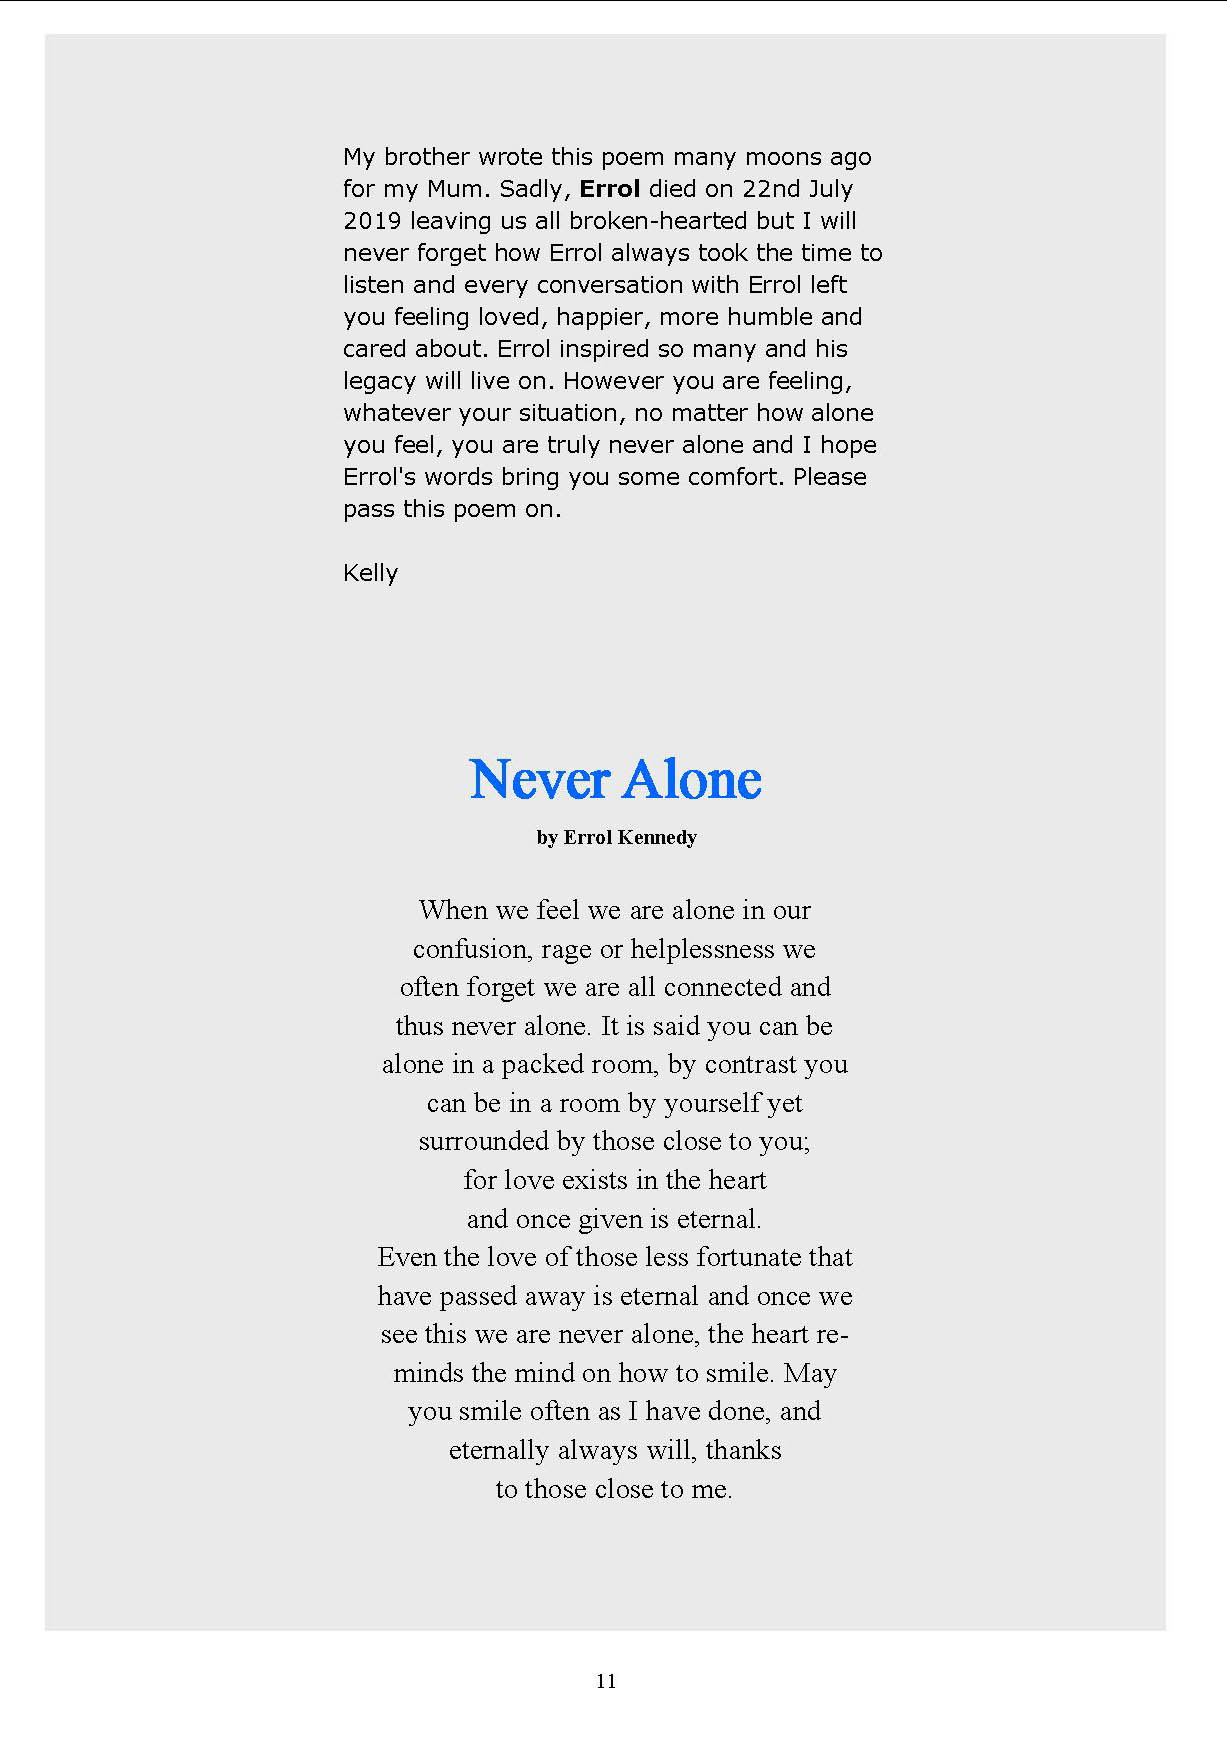 My brother wrote this poem many moons ago
for my Mum. Sadly, Errol died on 22nd July
2019 leaving us all broken-hearted but I will
never forget how Errol always took the time to
listen and every conversation with Errol left
you feeling loved, happier, more humble and
cared about. Errol inspired so many and his
legacy will live on. However you are feeling,
whatever your situation, no matter how alone
you feel, you are truly never alone and I hope
Errol's words bring you some comfort. Please
pass this poem on.
Kelly
Never Alone
by Errol Kennedy
When we feel we are alone in our
confusion, rage or helplessness we
often forget we are all connected and
thus never alone. It is said you can be
alone in a packed room, by contrast you
can be in a room by yourself yet
surrounded by those close to you;
for love exists in the heart
and once given is eternal.
Even the love of those less fortunate that
have passed away is eternal and once we
see this we are never alone, the heart re-
minds the mind on how to smile. May
you smile often as I have done, and
eternally always will, thanks
to those close to me.
11